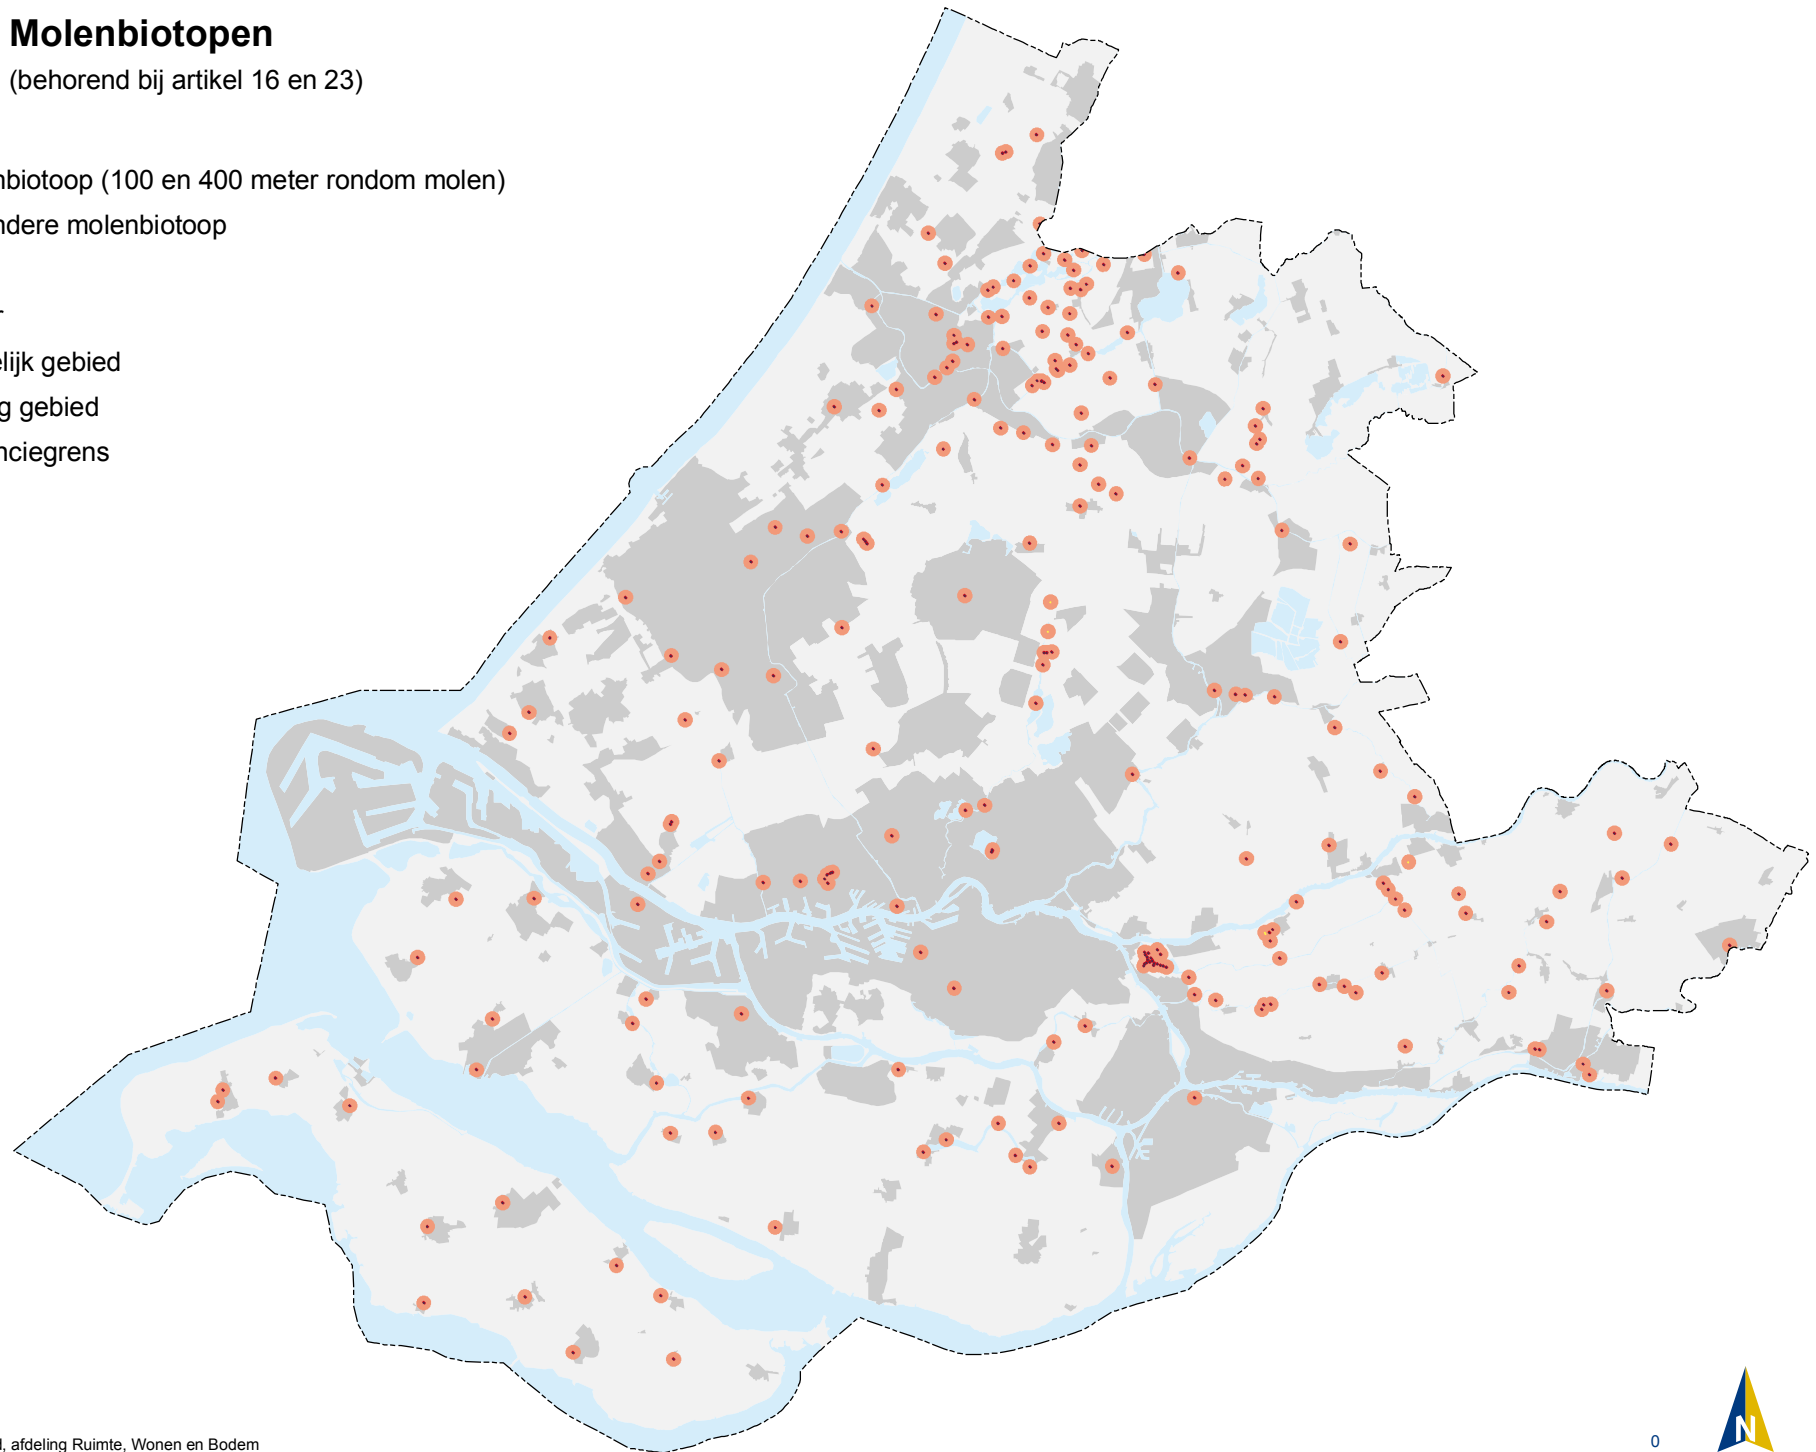 Molenbiotopen
(behorend bij artikel 16 en 23)
nbiotoop (100 en 400 meter rondom molen)
ndere molenbiotoop
r
elijk gebied
g gebied
nciegrens
d, afdeling Ruimte, Wonen en Bodem
0
N